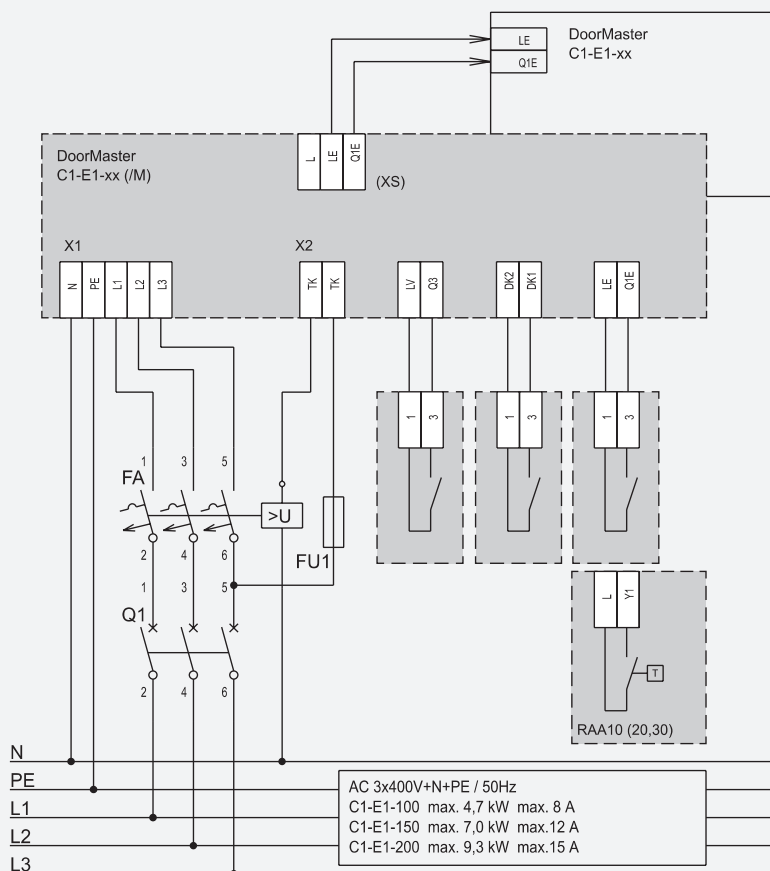 LE
DoorMaster
Q1E
C1-E1-xx
DoorMaster
C1-E1-xx (/M)
L LE Q1E
(XS)
X1
X2
N PE L1 L2 L3
TK TK
LV Q3
DK2 DK1
LE Q1E
1 3
1 3
1 3
1 3 5
FA
>U
FU1
2 4 6
1 3 5
Q1
2 4 6
L Y1
T
RAA10 (20,30)
N
PE
L1
L2
L3
AC 3x400V+N+PE / 50Hz
C1-E1-100 max. 4,7 kW max. 8 A
C1-E1-150 max. 7,0 kW max.12 A
C1-E1-200 max. 9,3 kW max.15 A